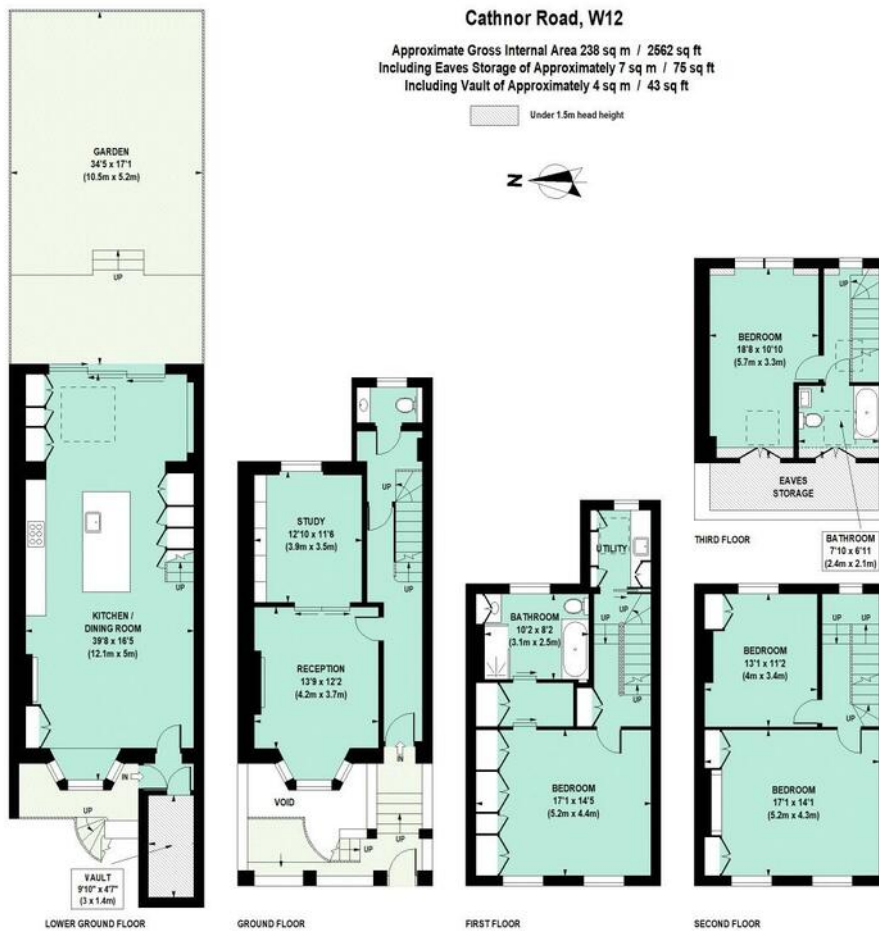 Cathnor Road, W12
Approximate Gross Internal Area 238 sq m / 2562 sq ft
Including Eaves Storage of Approximately 7 sq m / 75 sq ft
Including Vault of Approximately 4 sq m / 43 sq ft
Under 1.5m head height
N
GARDEN
34'5 x 17'1
(10.5m x 5.2m)
UP
KITCHEN /
DINING ROOM
39'8 x 16'5
(12.1m x 5m)
UP
IN
UP
VAULT
9'10" x 4'7"
(3 x 1.4m)
LOWER GROUND FLOOR
STUDY
12'10 x 11'6
(3.9m x 3.5m)
UP
UP
RECEPTION
13'9 x 12'2
(4.2m x 3.7m)
IN
VOID
UP
UP
GROUND FLOOR
UTILITY
BATHROOM
10'2 x 8'2
(3.1m x 2.5m)
UP
UP
UP
BEDROOM
17'1 x 14'5
(5.2m x 4.4m)
FIRST FLOOR
BEDROOM
18'8 x 10'10
(5.7m x 3.3m)
UP
EAVES
STORAGE
THIRD FLOOR
BATHROOM
7'10 x 6'11
(2.4m x 2.1m)
BEDROOM
13'1 x 11'2
(4m x 3.4m)
UP
UP
UP
BEDROOM
17'1 x 14'1
(5.2m x 4.3m)
SECOND FLOOR